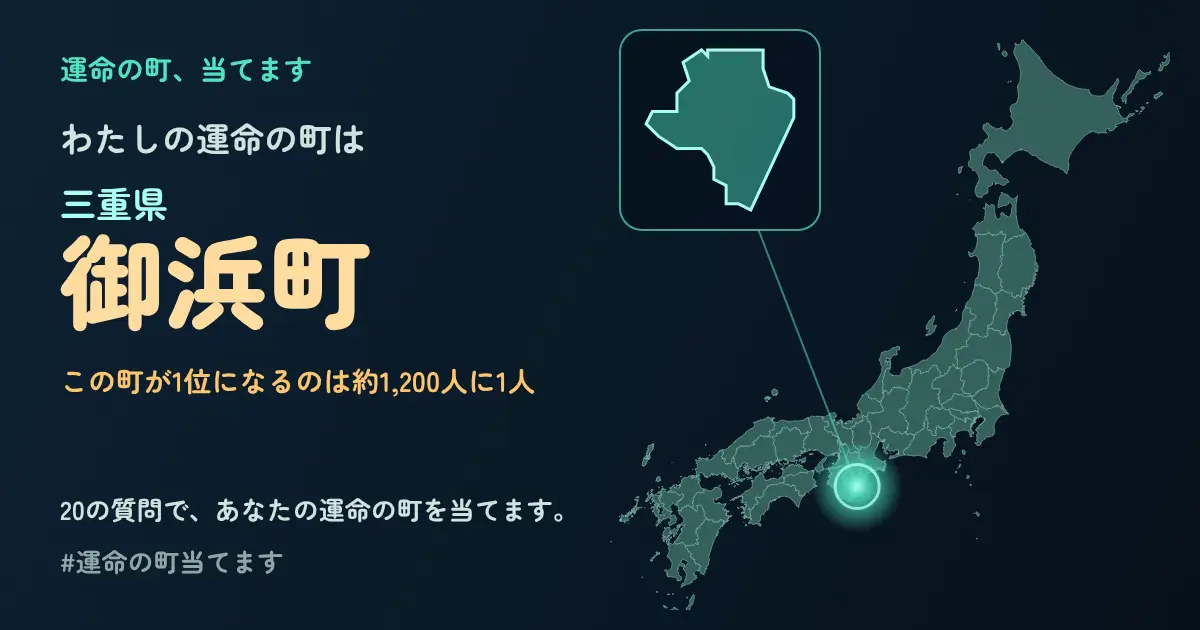 運命の町、当てます
わたしの運命の町は
三重県
御浜町
この町が1位になるのは約1,200人に1人
20の質問で、あなたの運命の町を当てます。
#運命の町当てます